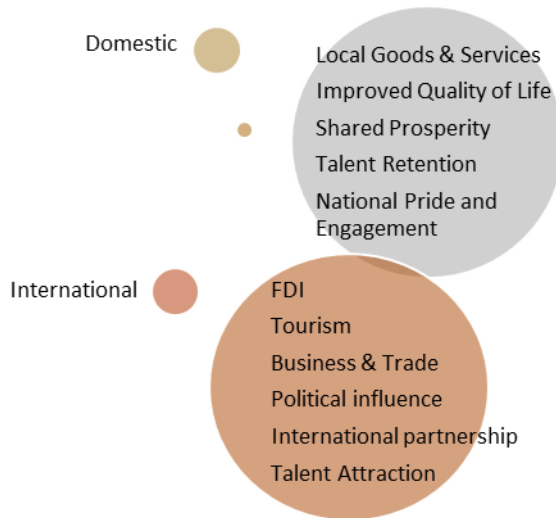 Domestic
Local Goods & Services
Improved Quality of Life
Shared Prosperity
Talent Retention
National Pride and
Engagement
International
FDI
Tourism
Business & Trade
Political influence
International partnership
Talent Attraction